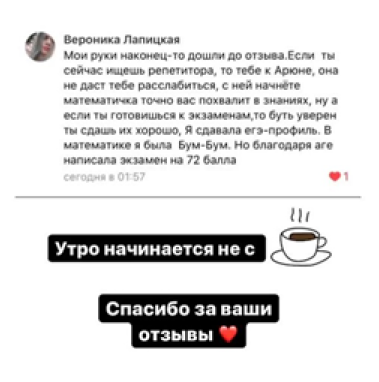 Вероника Лапицкая
Мои руки наконец-то дошли до отзыва.Если ты
сейчас ищешь репетитора, то тебе к Арюне, она
не даст тебе расслабиться, с ней начнёте
математичка точно вас похвалит в знаниях, ну а
если ты готовишься к экзаменам,то буть уверен
ты сдашь их хорошо, Я сдавала егэ-профиль. В
математике я была Бум-Бум. Но благодаря аге
написала экзамен на 72 балла
сегодня в 01:57
1
Утро начинается не с
Спасибо за ваши
отзывы ❤️